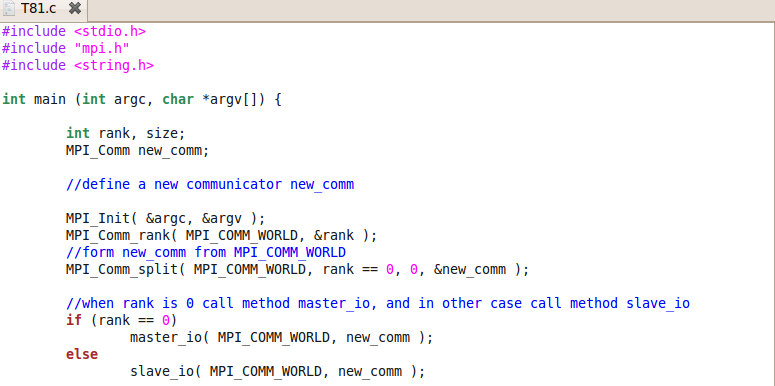 T81.c
#include <stdio.h>
#include "mpi.h"
#include <string.h>
int main (int argc, char *argv[]) {
int rank, size;
MPI_Comm new_comm;
//define a new communicator new_comm
MPI_Init( &argc, &argv );
MPI_Comm_rank( MPI_COMM_WORLD, &rank );
//form new_comm from MPI_COMM_WORLD
MPI_Comm_split( MPI_COMM_WORLD, rank == 0, 0, &new_comm );
//when rank is 0 call method master_io, and in other case call method slave_io
if (rank == 0)
master_io( MPI_COMM_WORLD, new_comm );
else
slave_io( MPI_COMM_WORLD, new_comm );